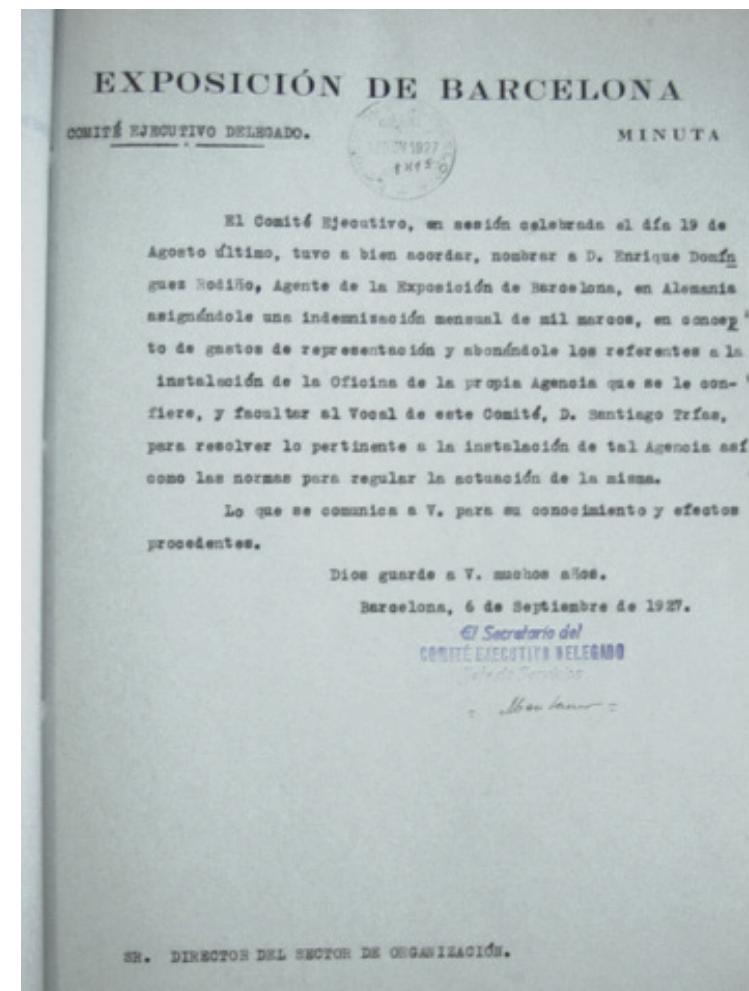 EXPOSICIÓN DE BARCELONA
COMITÉ EJECUTIVO DELEGADO.
MINUTA
1927
El Comité Ejecutivo, en sesión celebrada el día 19 de
Agosto último, tuvo a bien acordar, nombrar a D. Enrique Domín
guez Rodiño, Agente de la Exposición de Barcelona, en Alemania
asignándole una indemnisación mensual de mil marcos, en concep
to de gastos de representación y abonándole los referentes a la
instalación de la Oficina de la propia Agencia que se le con-
fiere, y facultar al Vocal de este Comité, D. Santiago Trías,
para resolver lo pertinente a la instalación de tal Agencia así
como las normas para regular la actuación de la misma.
Lo que se comunica a V. para su conocimiento y efectos
procedentes.
Dios guarde a V. muchos años.
Barcelona, 6 de Septiembre de 1927.
El Secretario del
COMITÉ EJECUTIVO DELEGADO
SR. DIRECTOR DEL SECTOR DE ORGANIZACIÓN.